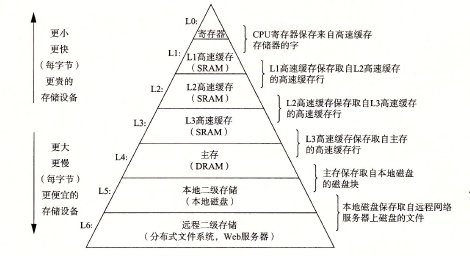 L0:
寄存器
CPU寄存器保存来自高速缓存
存储器的字
更小
更快
(每字节)
更贵的
存储设备
L1:
L1高速缓存
(SRAM)
L1高速缓存保存取自L2高速缓存
的高速缓存行
L2:
L2高速缓存
(SRAM)
L2高速缓存保存取自L3高速缓存
的高速缓存行
L3:
L3高速缓存
(SRAM)
L3高速缓存保存取自主存
的高速缓存行
更大
更慢
(每字节)
更便宜的
存储设备
L4:
主存
(DRAM)
主存保存取自本地磁盘
的磁盘块
L5:
本地二级存储
(本地磁盘)
本地磁盘保存取自远程网络
服务器上磁盘的文件
L6:
远程二级存储
(分布式文件系统，Web服务器)